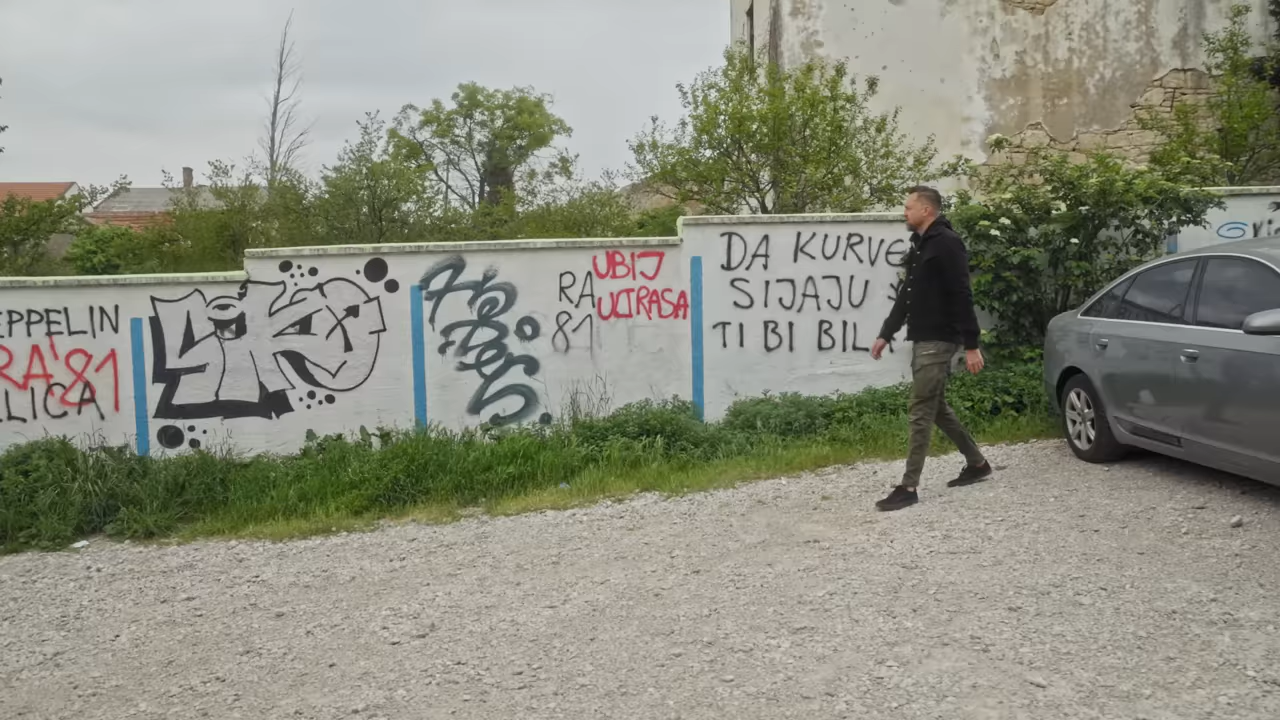 EPPELIN
RA'81
LICA
RA
81
UBIJ
ULTRASA
DA KURVE
SIJAJU
TI BI BIL